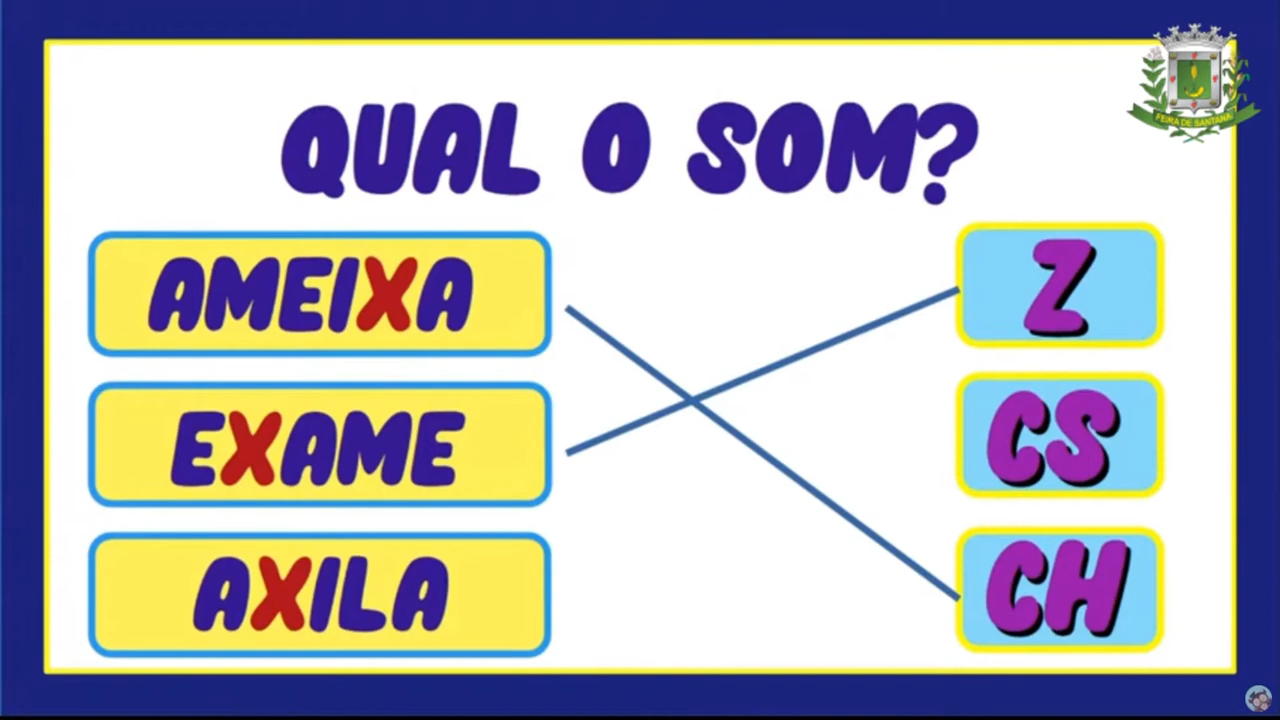 FEIRA DE SANTANA
QUAL O SOM?
AMEIXA
Z
EXAME
CS
AXILA
CH